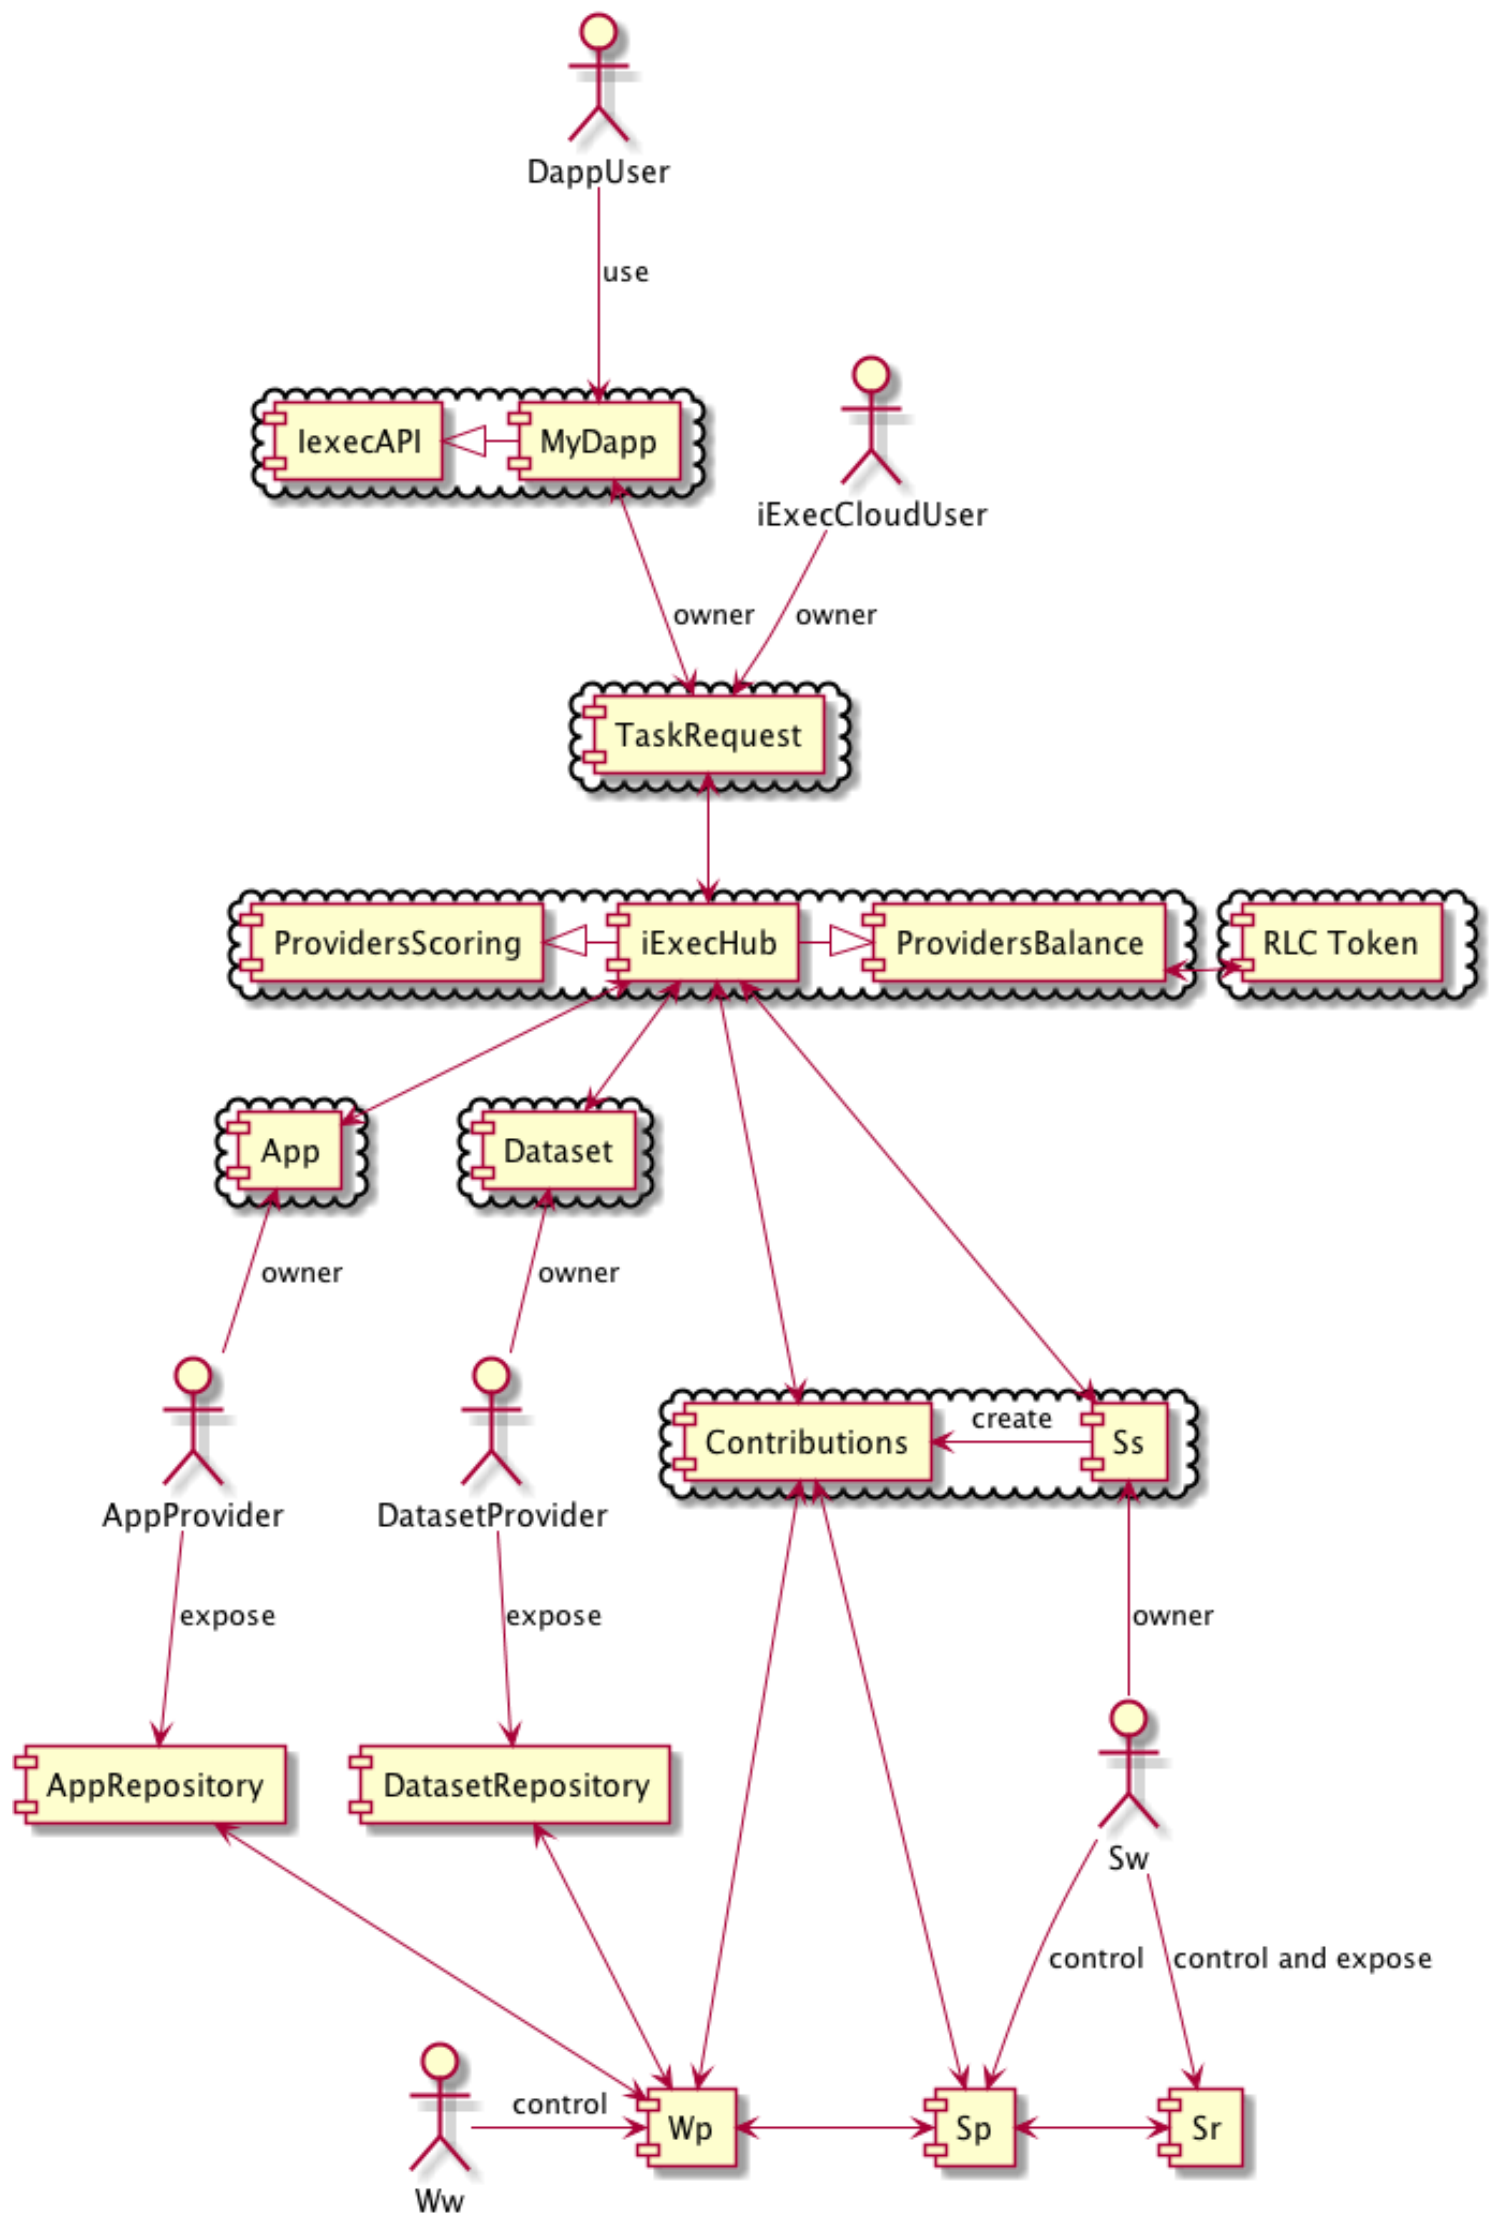 DappUser
use
IexecAPI
MyDapp
iExecCloudUser
owner
owner
TaskRequest
ProvidersScoring
iExecHub
ProvidersBalance
RLC Token
App
Dataset
owner
owner
create
Contributions
Ss
AppProvider
DatasetProvider
expose
expose
owner
AppRepository
DatasetRepository
Sw
control
control and expose
control
Wp
Sp
Sr
Ww